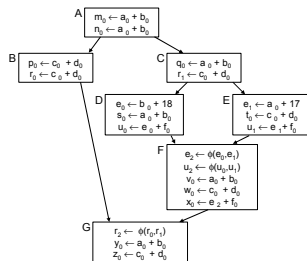 A
m₀ ← a₀ + b₀
n₀ ← a₀ + b₀
B
p₀ ← c₀ + d₀
r₀ ← c₀ + d₀
C
q₀ ← a₀ + b₀
r₁ ← c₀ + d₀
D
e₀ ← b₀ + 18
s₀ ← a₀ + b₀
u₀ ← e₀ + f₀
E
e₁ ← a₀ + 17
t₀ ← c₀ + d₀
u₁ ← e₁ + f₀
F
e₂ ← ϕ(e₀,e₁)
u₂ ← ϕ(u₀,u₁)
v₀ ← a₀ + b₀
w₀ ← c₀ + d₀
x₀ ← e₂ + f₀
G
r₂ ← ϕ(r₀,r₁)
y₀ ← a₀ + b₀
z₀ ← c₀ + d₀